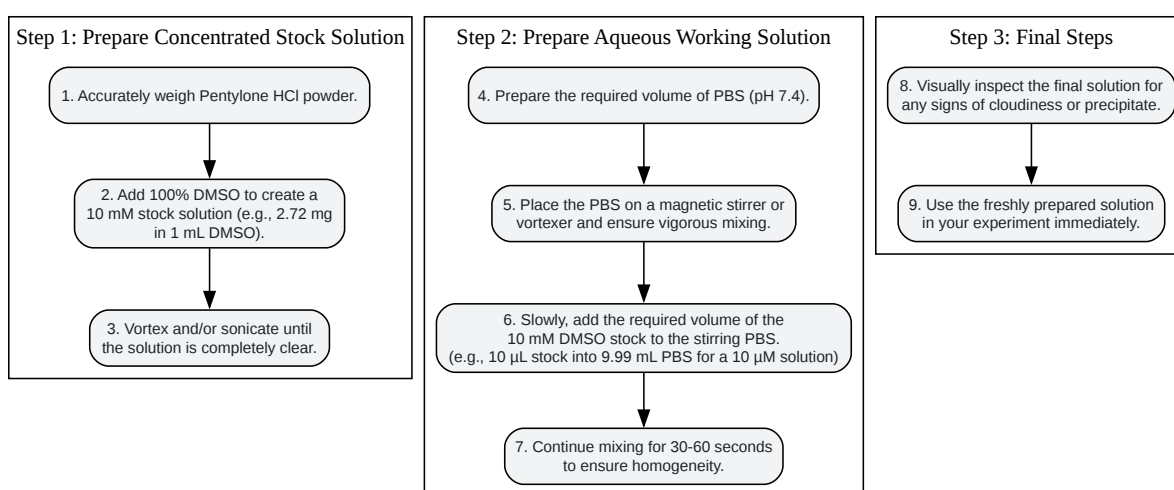 Step 1: Prepare Concentrated Stock Solution
1. Accurately weigh Pentylone HCl powder.
2. Add 100% DMSO to create a
10 mM stock solution (e.g., 2.72 mg
in 1 mL DMSO).
3. Vortex and/or sonicate until
the solution is completely clear.
Step 2: Prepare Aqueous Working Solution
4. Prepare the required volume of PBS (pH 7.4).
5. Place the PBS on a magnetic stirrer or
vortexer and ensure vigorous mixing.
6. Slowly, add the required volume of the
10 mM DMSO stock to the stirring PBS.
(e.g., 10 µL stock into 9.99 mL PBS for a 10 µM solution)
7. Continue mixing for 30-60 seconds
to ensure homogeneity.
Step 3: Final Steps
8. Visually inspect the final solution for
any signs of cloudiness or precipitate.
9. Use the freshly prepared solution
in your experiment immediately.